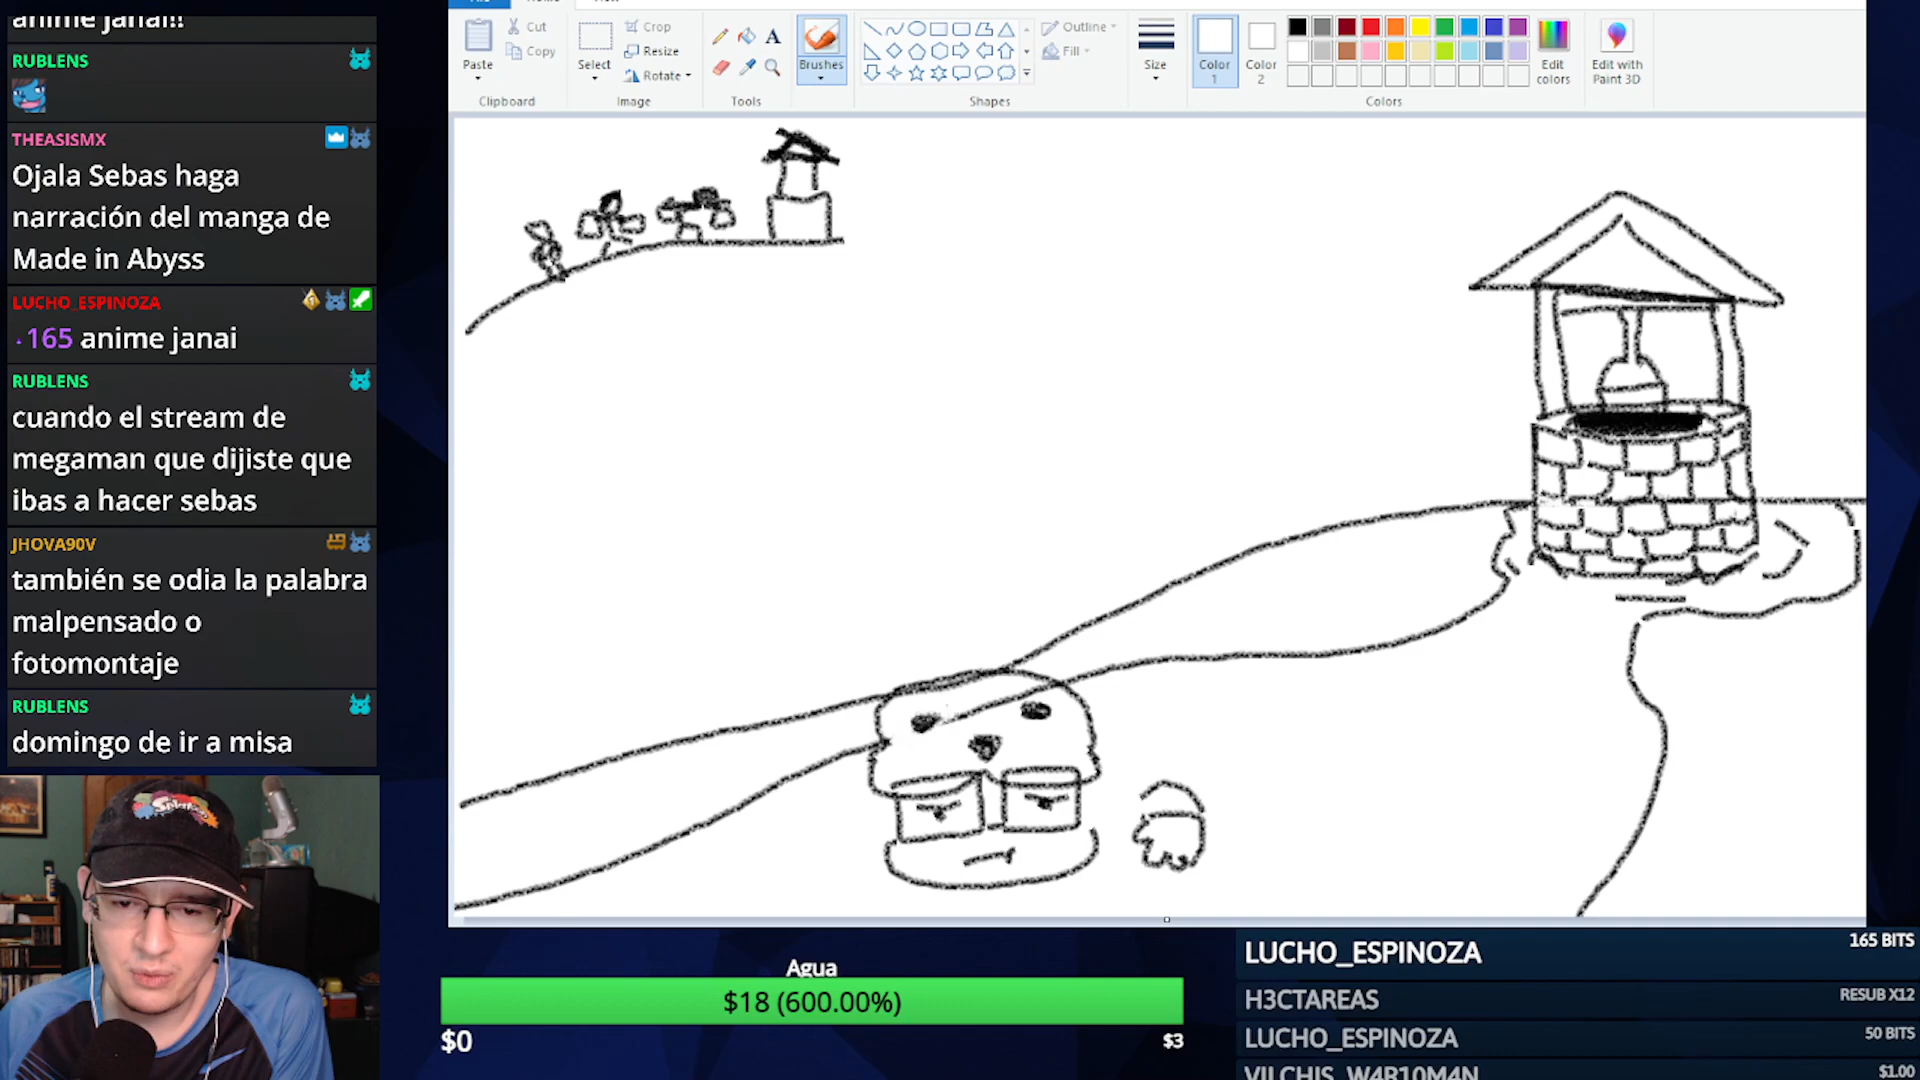 anime janai!!
RUBLENS
THEASISMX
Ojala Sebas haga
narración del manga de
Made in Abyss
LUCHO_ESPINOZA
165 anime janai
RUBLENS
cuando el stream de
megaman que dijiste que
ibas a hacer sebas
JHOVA90V
también se odia la palabra
malpensado o
fotomontaje
RUBLENS
domingo de ir a misa
Paste
Cut
Copy
Clipboard
Select
Crop
Resize
Rotate
Image
A
Tools
Brushes
Shapes
Outline
Fill
Size
Color
1
Color
2
Colors
Edit
colors
Edit with
Paint 3D
Agua
$18 (600.00%)
$0
$3
LUCHO_ESPINOZA
165 BITS
H3CTAREAS
RESUB X12
LUCHO_ESPINOZA
50 BITS
VILCHIS_W4R10M4N
$1.00